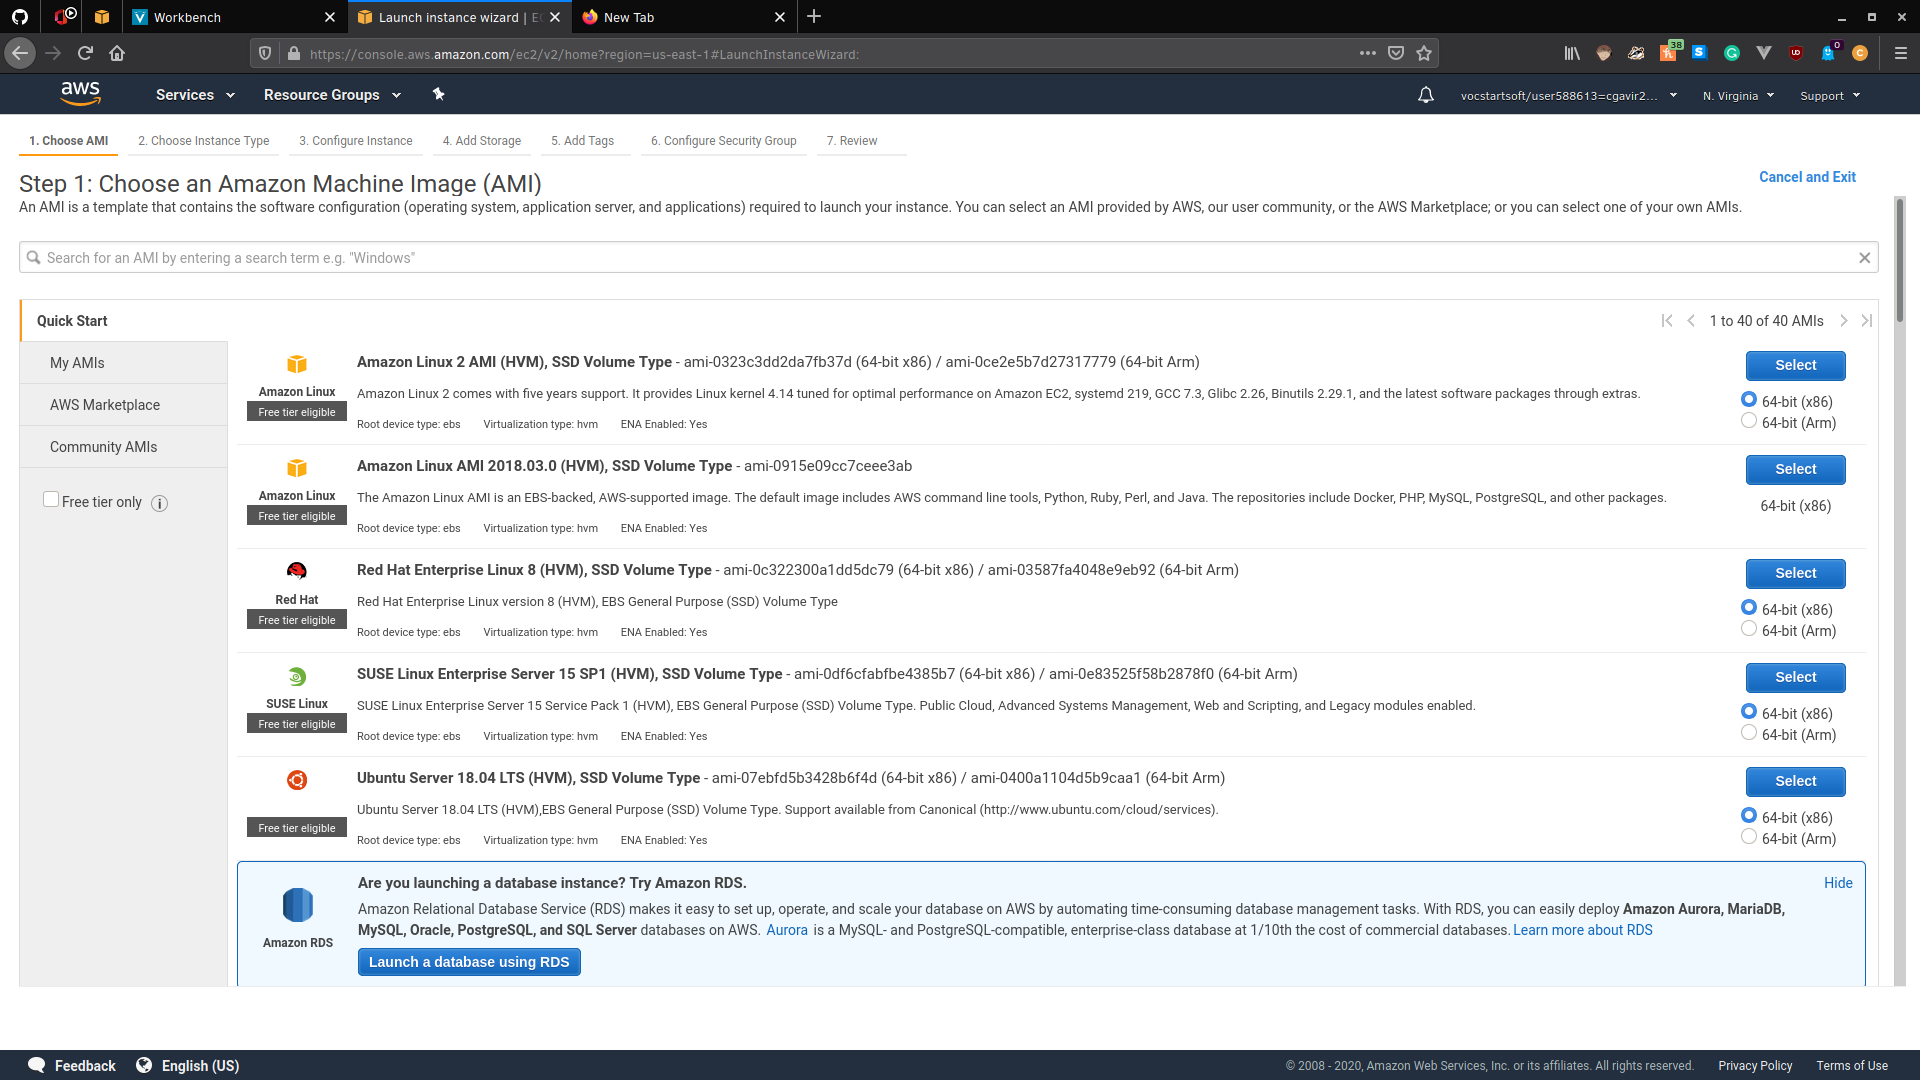 Workbench
Launch instance wizard | EC
New Tab
https://console.aws.amazon.com/ec2/v2/home?region=us-east-1#LaunchInstanceWizard:
38
0
aws
Services
Resource Groups
vocstartsoft/user588613=cgavir2...
N. Virginia
Support
1. Choose AMI
2. Choose Instance Type
3. Configure Instance
4. Add Storage
5. Add Tags
6. Configure Security Group
7. Review
Step 1: Choose an Amazon Machine Image (AMI)
Cancel and Exit
An AMI is a template that contains the software configuration (operating system, application server, and applications) required to launch your instance. You can select an AMI provided by AWS, our user community, or the AWS Marketplace; or you can select one of your own AMIs.
Search for an AMI by entering a search term e.g. "Windows"
Quick Start
My AMIs
AWS Marketplace
Community AMIs
Free tier only
1 to 40 of 40 AMIs
Amazon Linux
Free tier eligible
Amazon Linux 2 AMI (HVM), SSD Volume Type - ami-0323c3dd2da7fb37d (64-bit x86) / ami-0ce2e5b7d27317779 (64-bit Arm)
Amazon Linux 2 comes with five years support. It provides Linux kernel 4.14 tuned for optimal performance on Amazon EC2, systemd 219, GCC 7.3, Glibc 2.26, Binutils 2.29.1, and the latest software packages through extras.
Root device type: ebs Virtualization type: hvm ENA Enabled: Yes
Select
64-bit (x86)
64-bit (Arm)
Amazon Linux
Free tier eligible
Amazon Linux AMI 2018.03.0 (HVM), SSD Volume Type - ami-0915e09cc7ceee3ab
The Amazon Linux AMI is an EBS-backed, AWS-supported image. The default image includes AWS command line tools, Python, Ruby, Perl, and Java. The repositories include Docker, PHP, MySQL, PostgreSQL, and other packages.
Root device type: ebs Virtualization type: hvm ENA Enabled: Yes
Select
64-bit (x86)
Red Hat
Free tier eligible
Red Hat Enterprise Linux 8 (HVM), SSD Volume Type - ami-0c322300a1dd5dc79 (64-bit x86) / ami-03587fa4048e9eb92 (64-bit Arm)
Red Hat Enterprise Linux version 8 (HVM), EBS General Purpose (SSD) Volume Type
Root device type: ebs Virtualization type: hvm ENA Enabled: Yes
Select
64-bit (x86)
64-bit (Arm)
SUSE Linux
Free tier eligible
SUSE Linux Enterprise Server 15 SP1 (HVM), SSD Volume Type - ami-0df6cfabfbe4385b7 (64-bit x86) / ami-0e83525f58b2878f0 (64-bit Arm)
SUSE Linux Enterprise Server 15 Service Pack 1 (HVM), EBS General Purpose (SSD) Volume Type. Public Cloud, Advanced Systems Management, Web and Scripting, and Legacy modules enabled.
Root device type: ebs Virtualization type: hvm ENA Enabled: Yes
Select
64-bit (x86)
64-bit (Arm)
Free tier eligible
Ubuntu Server 18.04 LTS (HVM), SSD Volume Type - ami-07ebfd5b3428b6f4d (64-bit x86) / ami-0400a1104d5b9caa1 (64-bit Arm)
Ubuntu Server 18.04 LTS (HVM),EBS General Purpose (SSD) Volume Type. Support available from Canonical (http://www.ubuntu.com/cloud/services).
Root device type: ebs Virtualization type: hvm ENA Enabled: Yes
Select
64-bit (x86)
64-bit (Arm)
Amazon RDS
Are you launching a database instance? Try Amazon RDS.
Hide
Amazon Relational Database Service (RDS) makes it easy to set up, operate, and scale your database on AWS by automating time-consuming database management tasks. With RDS, you can easily deploy Amazon Aurora, MariaDB,
MySQL, Oracle, PostgreSQL, and SQL Server databases on AWS. Aurora is a MySQL- and PostgreSQL-compatible, enterprise-class database at 1/10th the cost of commercial databases. Learn more about RDS
Launch a database using RDS
Feedback
English (US)
© 2008 - 2020, Amazon Web Services, Inc. or its affiliates. All rights reserved.
Privacy Policy
Terms of Use